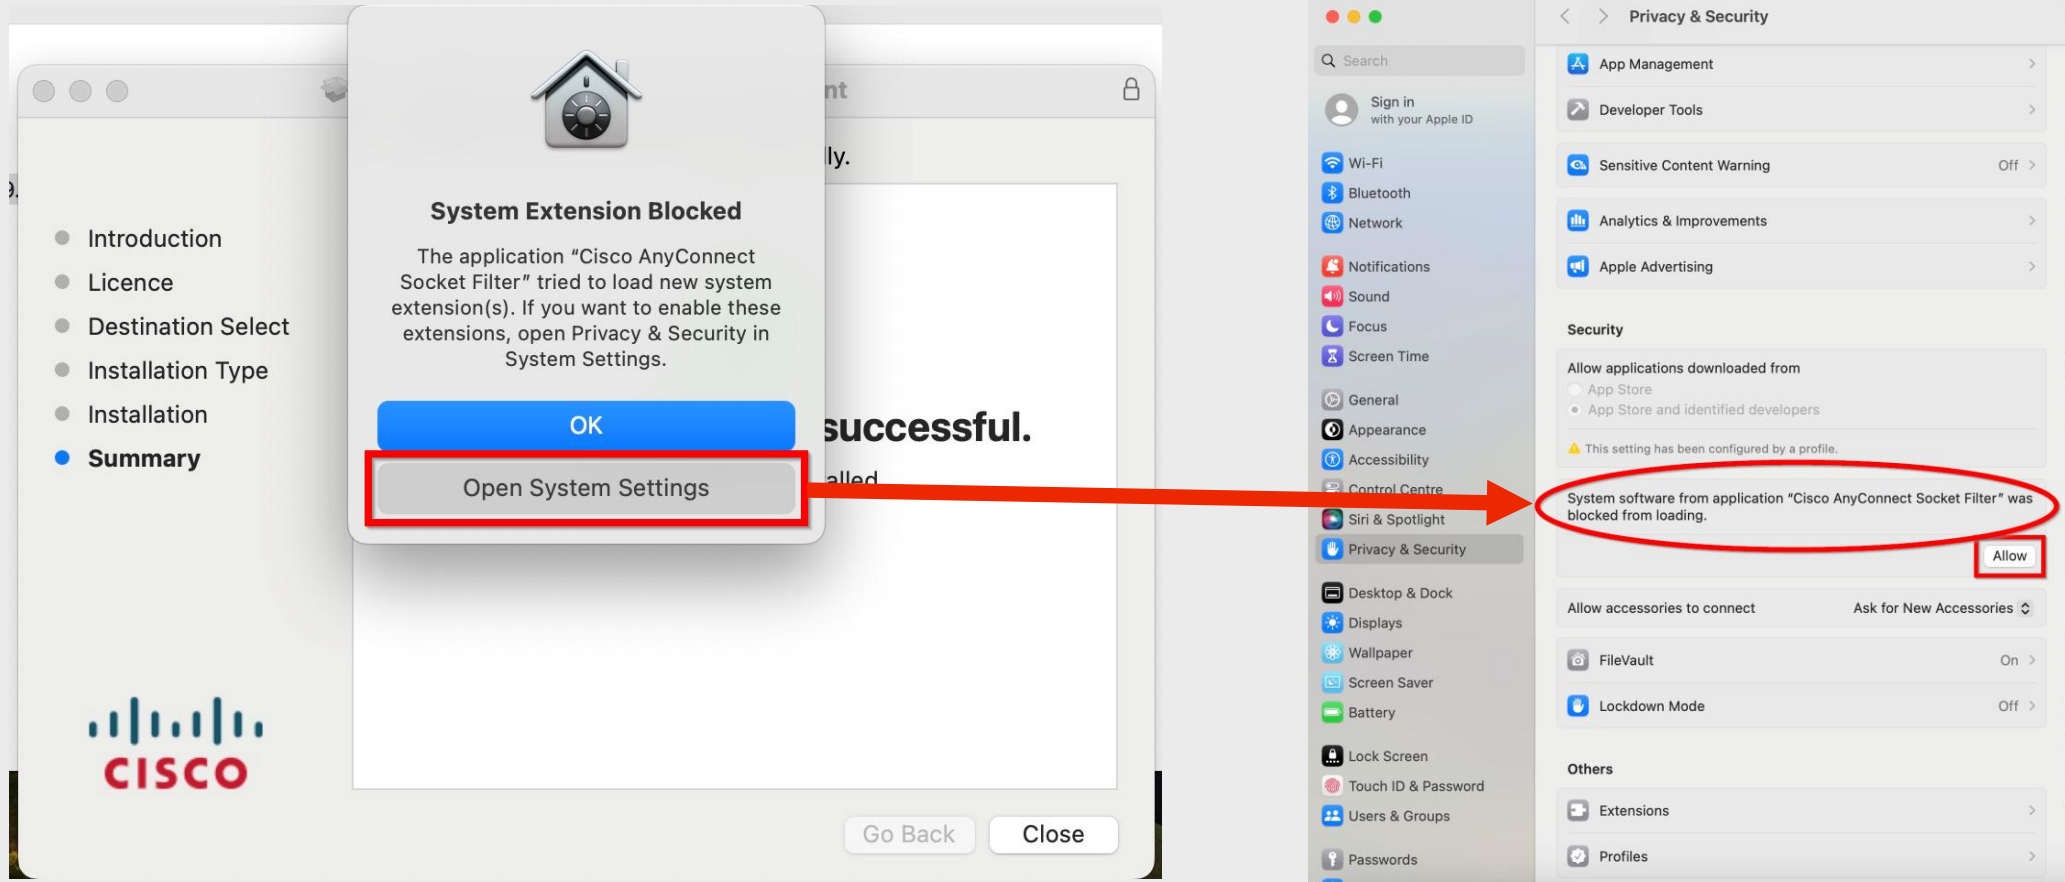 nt
lly.
9.
Introduction
Licence
Destination Select
Installation Type
Installation
Summary
System Extension Blocked
The application “Cisco AnyConnect
Socket Filter” tried to load new system
extension(s). If you want to enable these
extensions, open Privacy & Security in
System Settings.
OK
Open System Settings
successful.
alled
CISCO
Go Back
Close
Search
Sign in
with your Apple ID
Wi-Fi
Bluetooth
Network
Notifications
Sound
Focus
Screen Time
General
Appearance
Accessibility
Control Centre
Siri & Spotlight
Privacy & Security
Desktop & Dock
Displays
Wallpaper
Screen Saver
Battery
Lock Screen
Touch ID & Password
Users & Groups
Passwords
Privacy & Security
App Management
Developer Tools
Sensitive Content Warning Off
Analytics & Improvements
Apple Advertising
Security
Allow applications downloaded from
App Store
App Store and identified developers
This setting has been configured by a profile.
System software from application “Cisco AnyConnect Socket Filter” was
blocked from loading.
Allow
Allow accessories to connect Ask for New Accessories
FileVault On
Lockdown Mode Off
Others
Extensions
Profiles